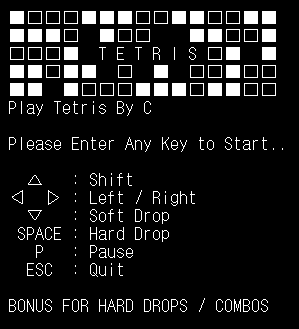 TETRIS
Play Tetris By C
Please Enter Any Key to Start..
△ : Shift
◁ ▷ : Left / Right
▽ : Soft Drop
SPACE : Hard Drop
P : Pause
ESC : Quit
BONUS FOR HARD DROPS / COMBOS